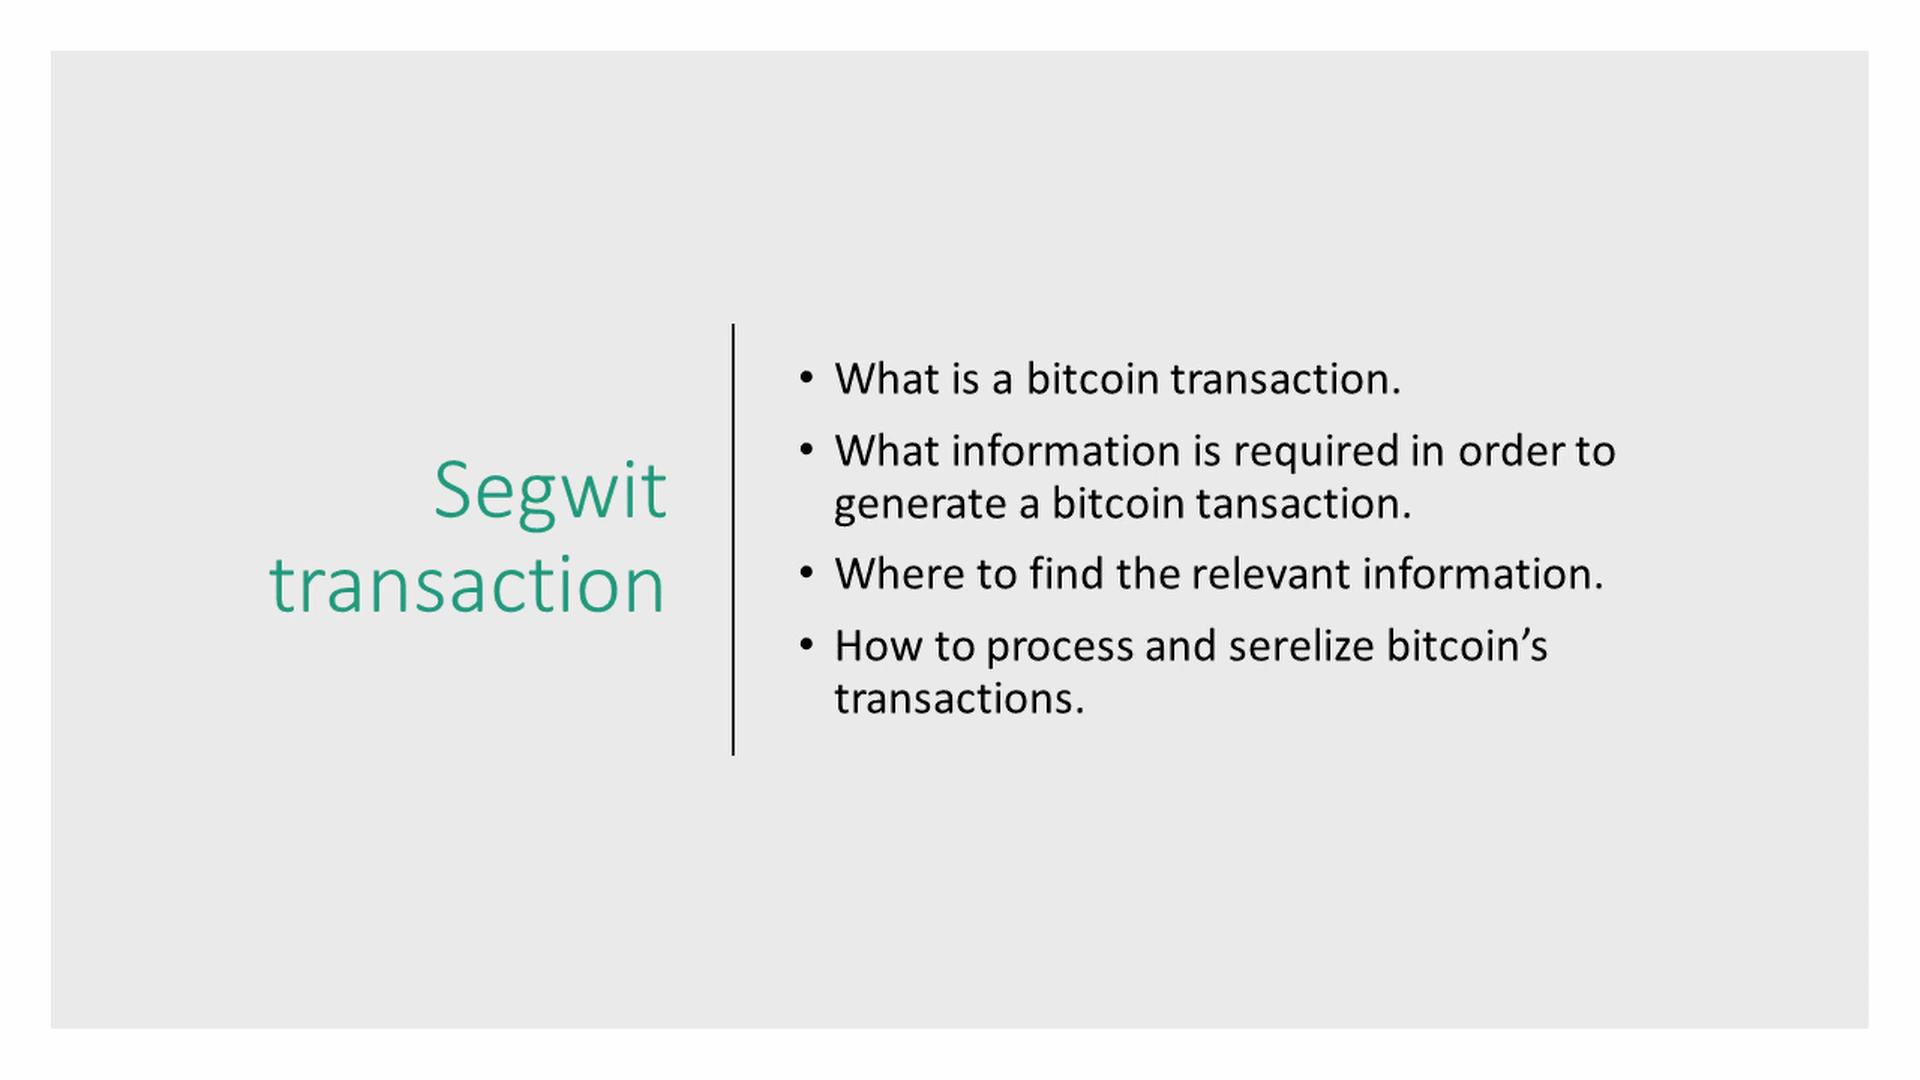 Segwit
transaction
• What is a bitcoin transaction.
• What information is required in order to
generate a bitcoin tansaction.
• Where to find the relevant information.
• How to process and serelize bitcoin’s
transactions.